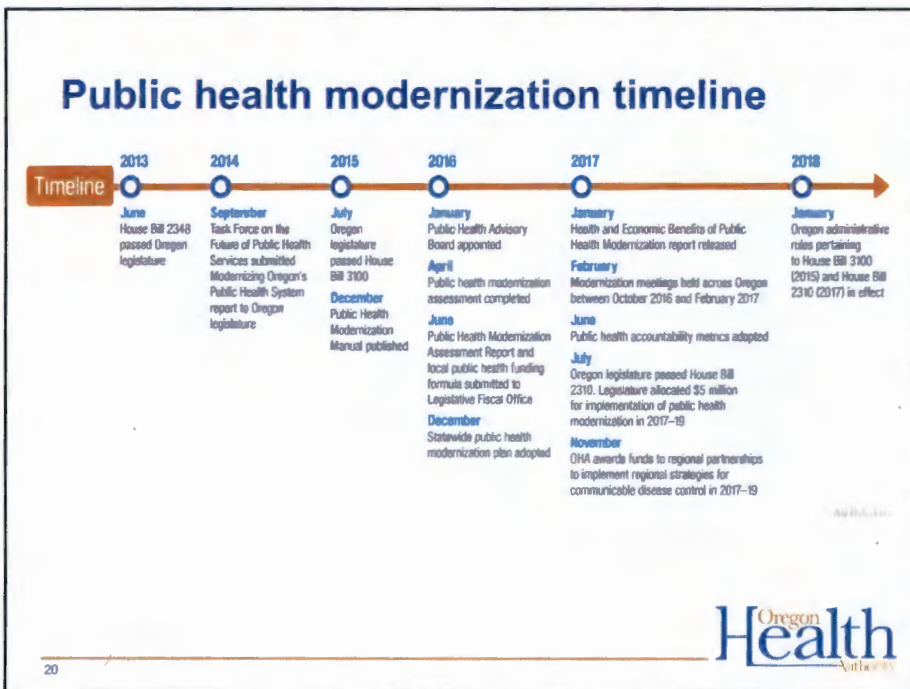 Public health modernization timeline
Timeline
2013
June
House Bill 2348
passed Oregon
legislature
2014
September
Task Force on the
Future of Public Health
Services submitted
Modernizing Oregon's
Public Health System
report to Oregon
legislature
2015
July
Oregon
legislature
passed House
Bill 3100
December
Public Health
Modernization
Manual published
2016
January
Public Health Advisory
Board appointed
April
Public health modernization
assessment completed
June
Public Health Modernization
Assessment Report and
local public health funding
formula submitted to
Legislative Fiscal Office
December
Statewide public health
modernization plan adopted
2017
January
Health and Economic Benefits of Public
Health Modernization report released
February
Modernization meetings held across Oregon
between October 2016 and February 2017
June
Public health accountability metrics adopted
July
Oregon legislature passed House Bill
2310. Legislature allocated $5 million
for implementation of public health
modernization in 2017–19
November
OHA awards funds to regional partnerships
to implement regional strategies for
communicable disease control in 2017–19
2018
January
Oregon administrative
rules pertaining
to House Bill 3100
(2015) and House Bill
2310 (2017) in effect
20
Oregon
Health
Authority